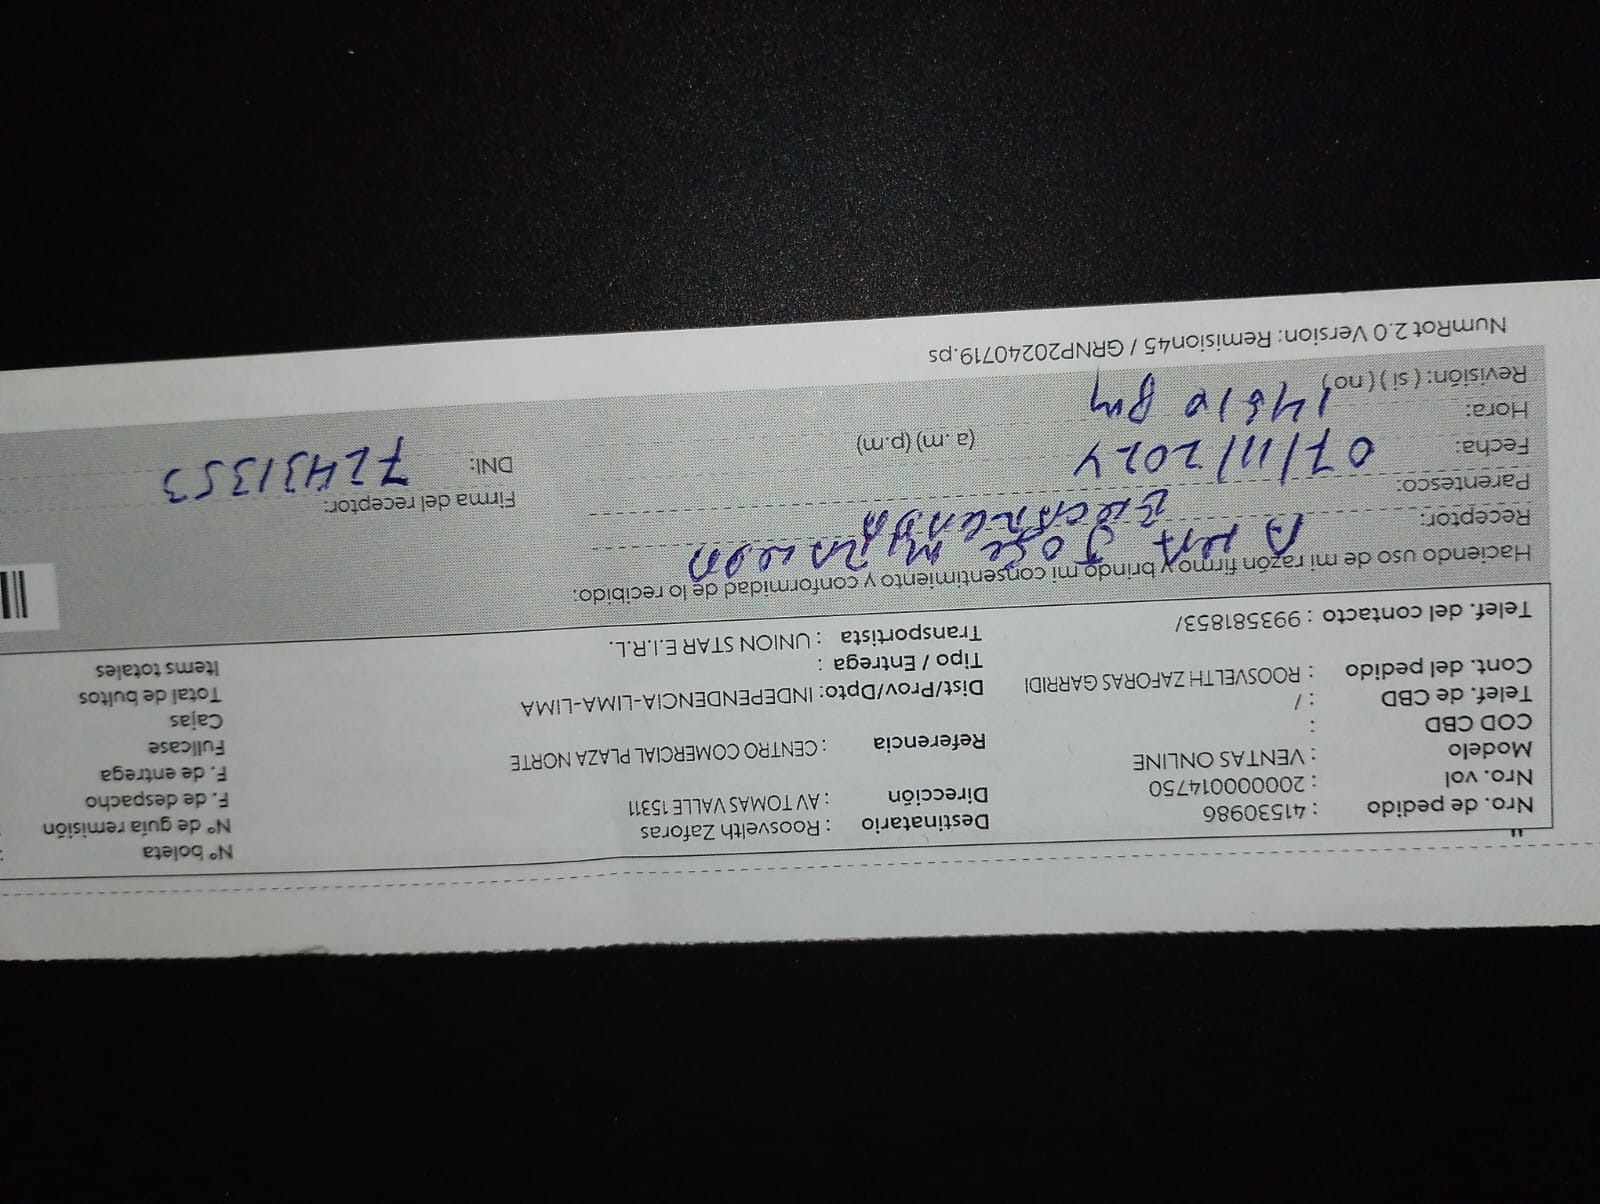 Nro. de pedido : 41530986 Destinatario : Roosvelth Zaforas Nº boleta :
Nro. vol : 20000014750 Dirección : AV TOMAS VALLE 15311 Nº de guía remisión
Modelo : VENTAS ONLINE F. de despacho
COD CBD : Referencia : CENTRO COMERCIAL PLAZA NORTE F. de entrega
Telef. de CBD : / Fullcase
Cont. del pedido : ROOSVELTH ZAFORAS GARRIDI Dist/Prov/Dpto: INDEPENDENCIA-LIMA-LIMA Cajas
Tipo / Entrega : Total de bultos
Telef. del contacto : 993581853/ Transportista : UNION STAR E.I.R.L. Items totales
Haciendo uso de mi razón firmo y brindo mi consentimiento y conformidad de lo recibido:
Receptor: Jose
Parentesco: Firma del receptor:
Fecha: 07/11/2024 DNI: 72431353
Hora: (a.m) (p.m)
Revisión: ( si ) ( no )
NumRot 2.0 Version: Remision45 / GRNP20240719.ps